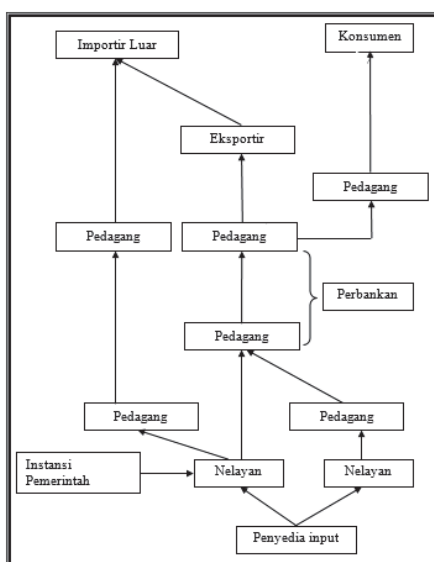 Importir Luar
Konsumen
Eksportir
Pedagang
Pedagang
Pedagang
Perbankan
Pedagang
Pedagang
Pedagang
Instansi
Pemerintah
Nelayan
Nelayan
Penyedia input